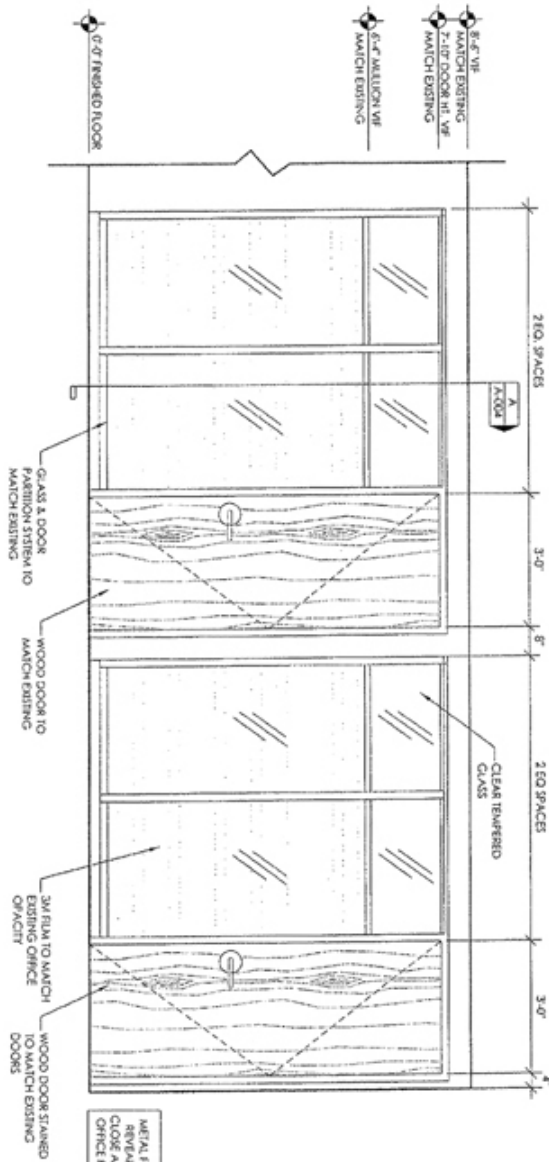 8'-6" VIF
MATCH EXISTING
7'-10" DOOR HT. VIF
MATCH EXISTING
6'-4" MULLION VIF
MATCH EXISTING
0'-0" FINISHED FLOOR
2 EQ. SPACES
3'-0"
8"
2 EQ SPACES
3'-0"
4"
A
A-004
CLEAR TEMPERED
GLASS
GLASS & DOOR
PARTITION SYSTEM TO
MATCH EXISTING
WOOD DOOR TO
MATCH EXISTING
3M FILM TO MATCH
EXISTING OFFICE
OPACITY
WOOD DOOR STAINED
TO MATCH EXISTING
DOORS
METAL
REVEA
CLOSE A
OFFICE